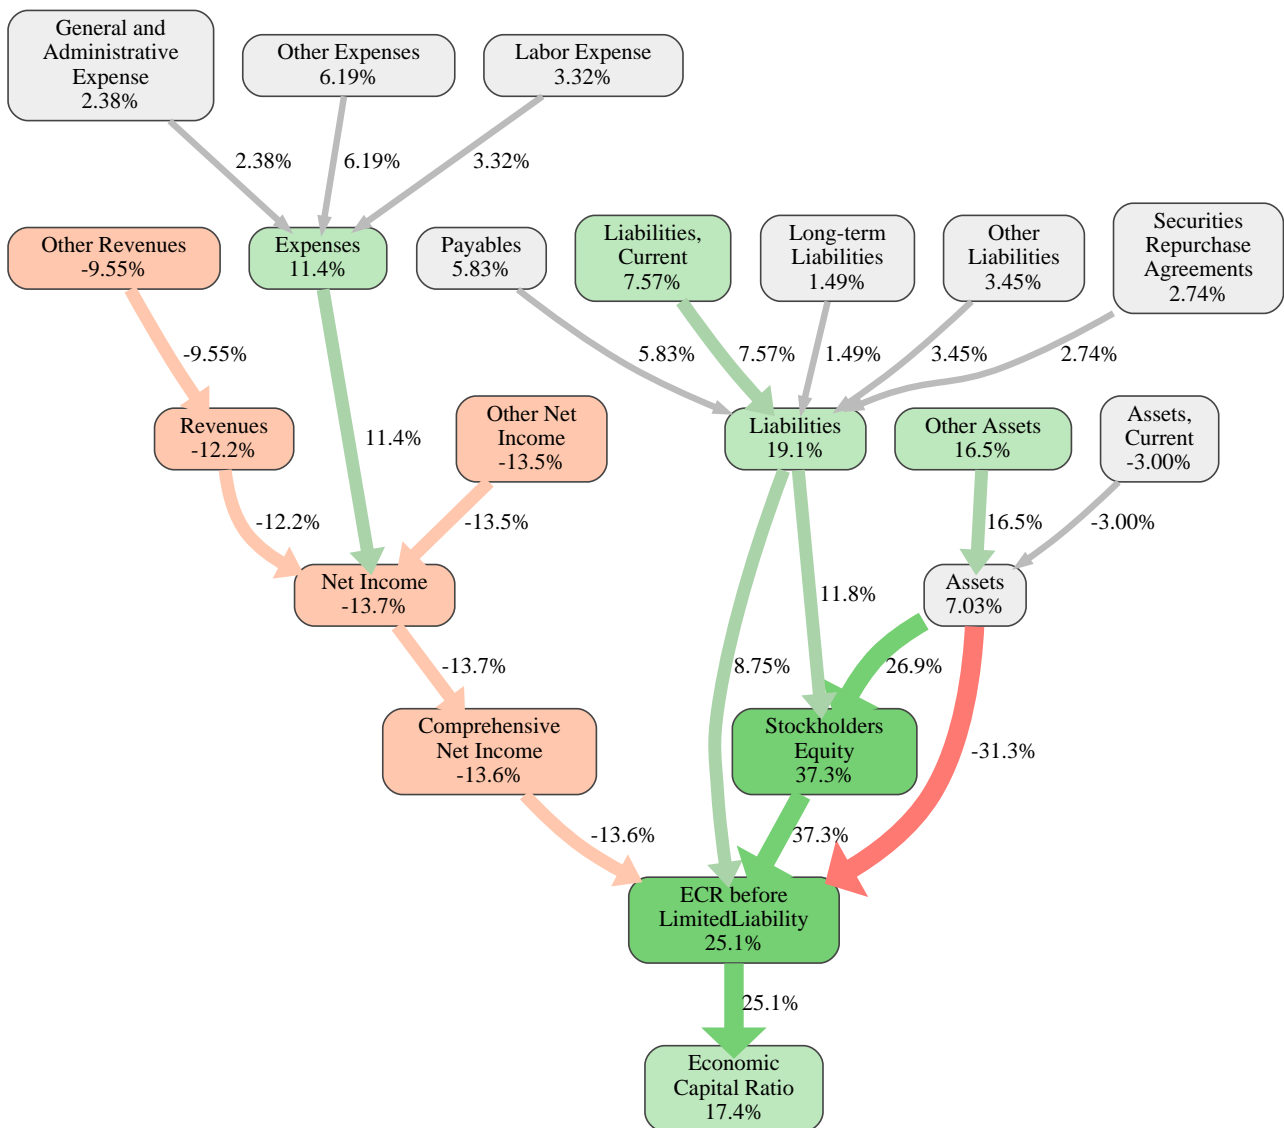 General and
Administrative
Expense
2.38%
Other Expenses
6.19%
Labor Expense
3.32%
2.38%
6.19%
3.32%
Other Revenues
-9.55%
Expenses
11.4%
Payables
5.83%
Liabilities,
Current
7.57%
Long-term
Liabilities
1.49%
Other
Liabilities
3.45%
Securities
Repurchase
Agreements
2.74%
-9.55%
5.83%
7.57%
1.49%
3.45%
2.74%
Revenues
-12.2%
11.4%
Other Net
Income
-13.5%
Liabilities
19.1%
Other Assets
16.5%
Assets,
Current
-3.00%
-12.2%
-13.5%
16.5%
-3.00%
Net Income
-13.7%
11.8%
Assets
7.03%
-13.7%
8.75%
26.9%
Comprehensive
Net Income
-13.6%
Stockholders
Equity
37.3%
-31.3%
-13.6%
37.3%
ECR before
LimitedLiability
25.1%
25.1%
Economic
Capital Ratio
17.4%